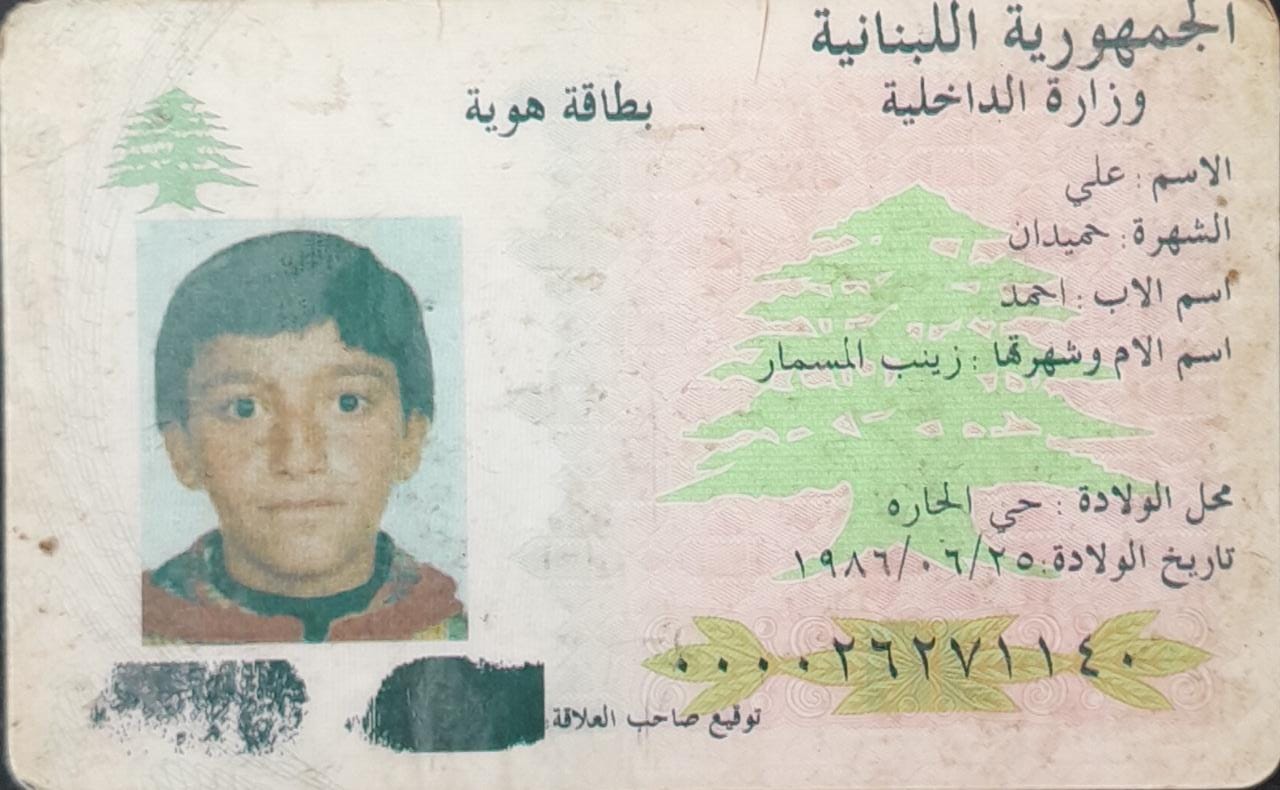 الجمهورية اللبنانية
وزارة الداخلية
بطاقة هوية
الاسم : علي
الشهرة : حميدان
اسم الاب : احمد
اسم الام وشهرتها : زينب المسمار
محل الولادة : حي الحاره
تاريخ الولادة: ١٩٨٦/٠٦/٢٥
٠٠٠٠٢٦٢٧١١٤٠
توقيع صاحب العلاقة